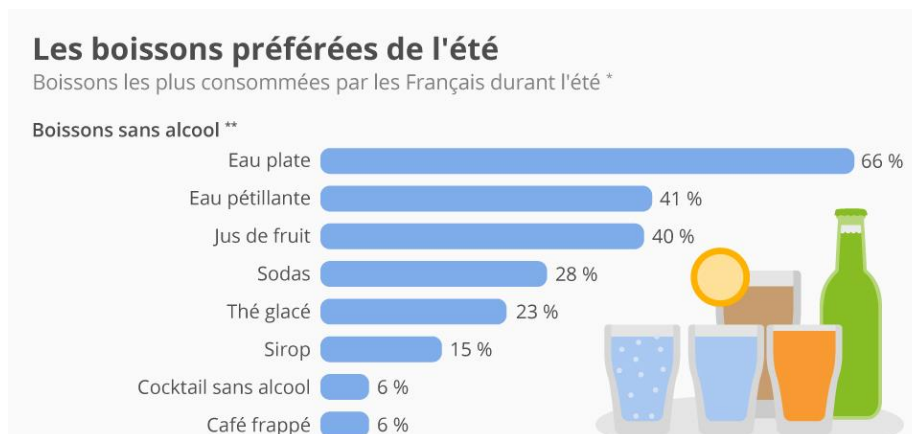 Les boissons préférées de l'été
Boissons les plus consommées par les Français durant l'été *
Boissons sans alcool **
Eau plate 66 %
Eau pétillante 41 %
Jus de fruit 40 %
Sodas 28 %
Thé glacé 23 %
Sirop 15 %
Cocktail sans alcool 6 %
Café frappé 6 %